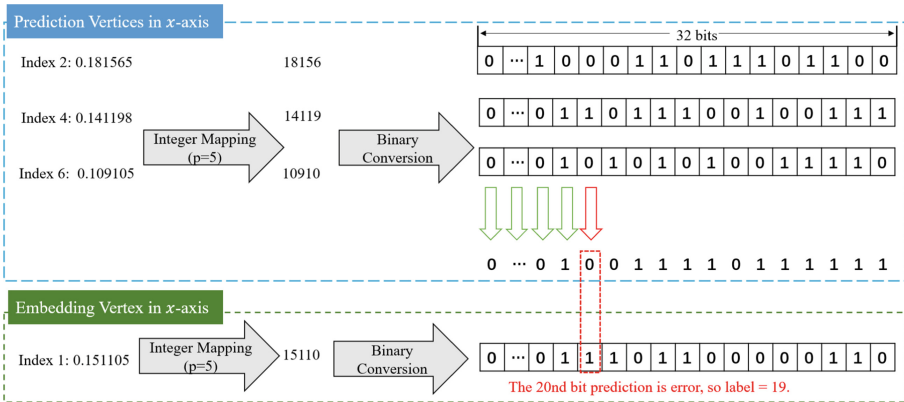 Prediction Vertices in x-axis
32 bits
Index 2: 0.181565
18156
0 ⋯ 1 0 0 0 1 1 0 1 1 1 0 1 1 0 0
Index 4: 0.141198
14119
0 ⋯ 0 1 1 0 1 1 1 0 0 1 0 0 1 1 1
Integer Mapping
(p=5)
Binary
Conversion
Index 6: 0.109105
10910
0 ⋯ 0 1 0 1 0 1 0 1 0 0 1 1 1 1 0
0 ⋯ 0 1 0 0 1 1 1 1 0 1 1 1 1 1
Embedding Vertex in x-axis
Index 1: 0.151105
Integer Mapping
(p=5)
15110
Binary
Conversion
0 ⋯ 0 1 1 1 0 1 1 0 0 0 0 0 1 1 0
The 20nd bit prediction is error, so label = 19.